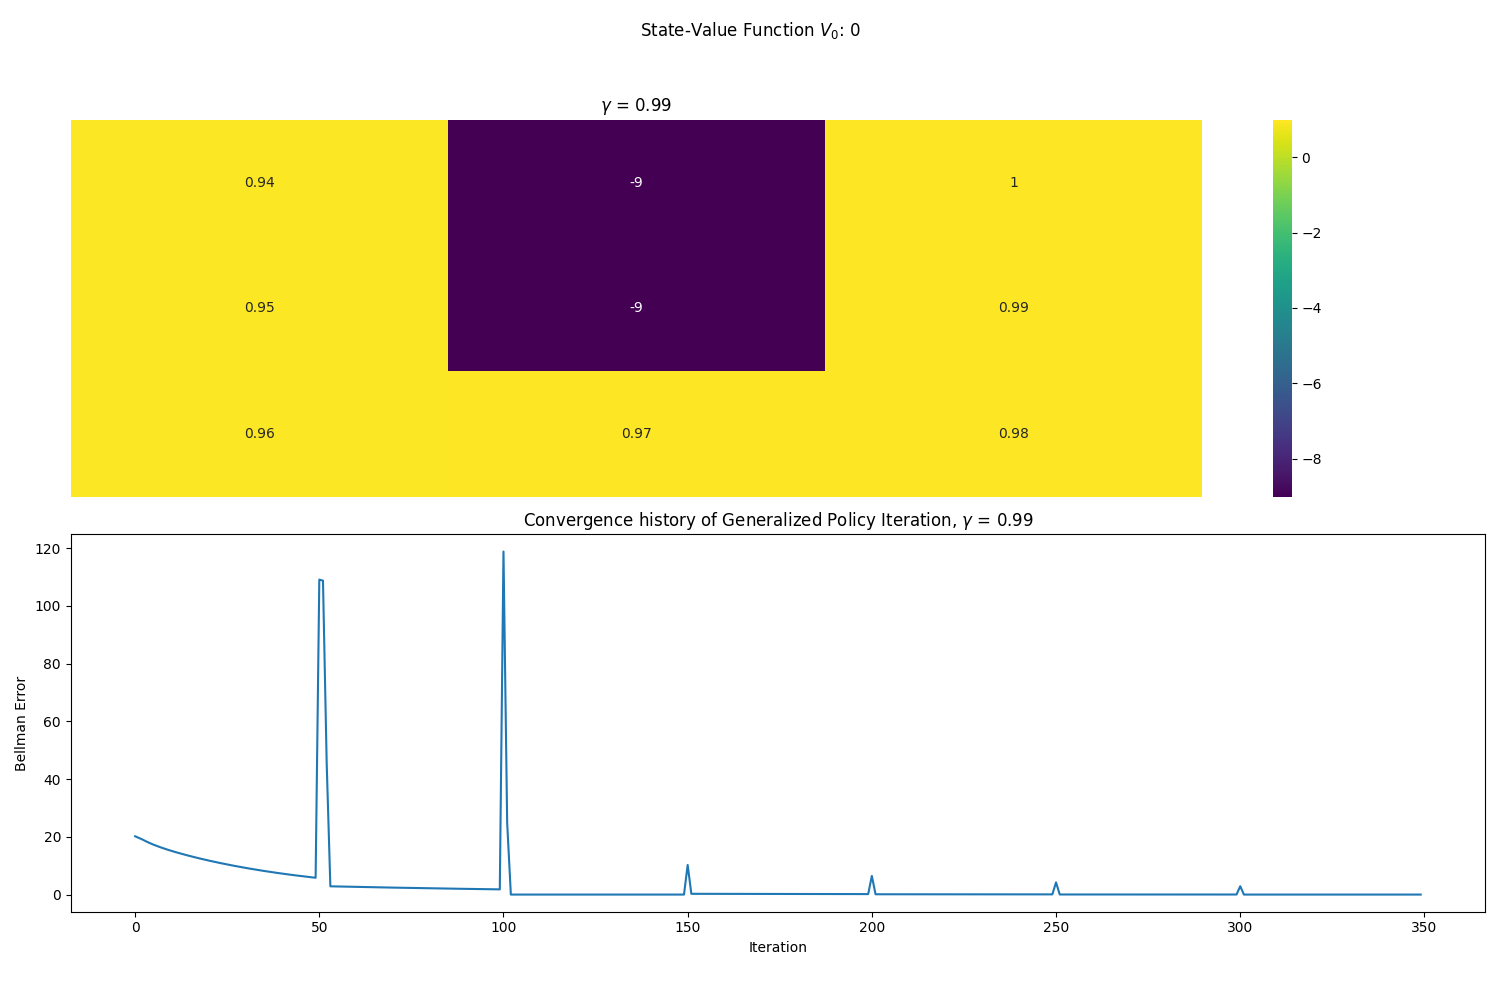 State-Value Function V₀: 0
γ = 0.99
0.94 -9 1
0.95 -9 0.99
0.96 0.97 0.98
0
−2
−4
−6
−8
Convergence history of Generalized Policy Iteration, γ = 0.99
Bellman Error
120
100
80
60
40
20
0
0 50 100 150 200 250 300 350
Iteration